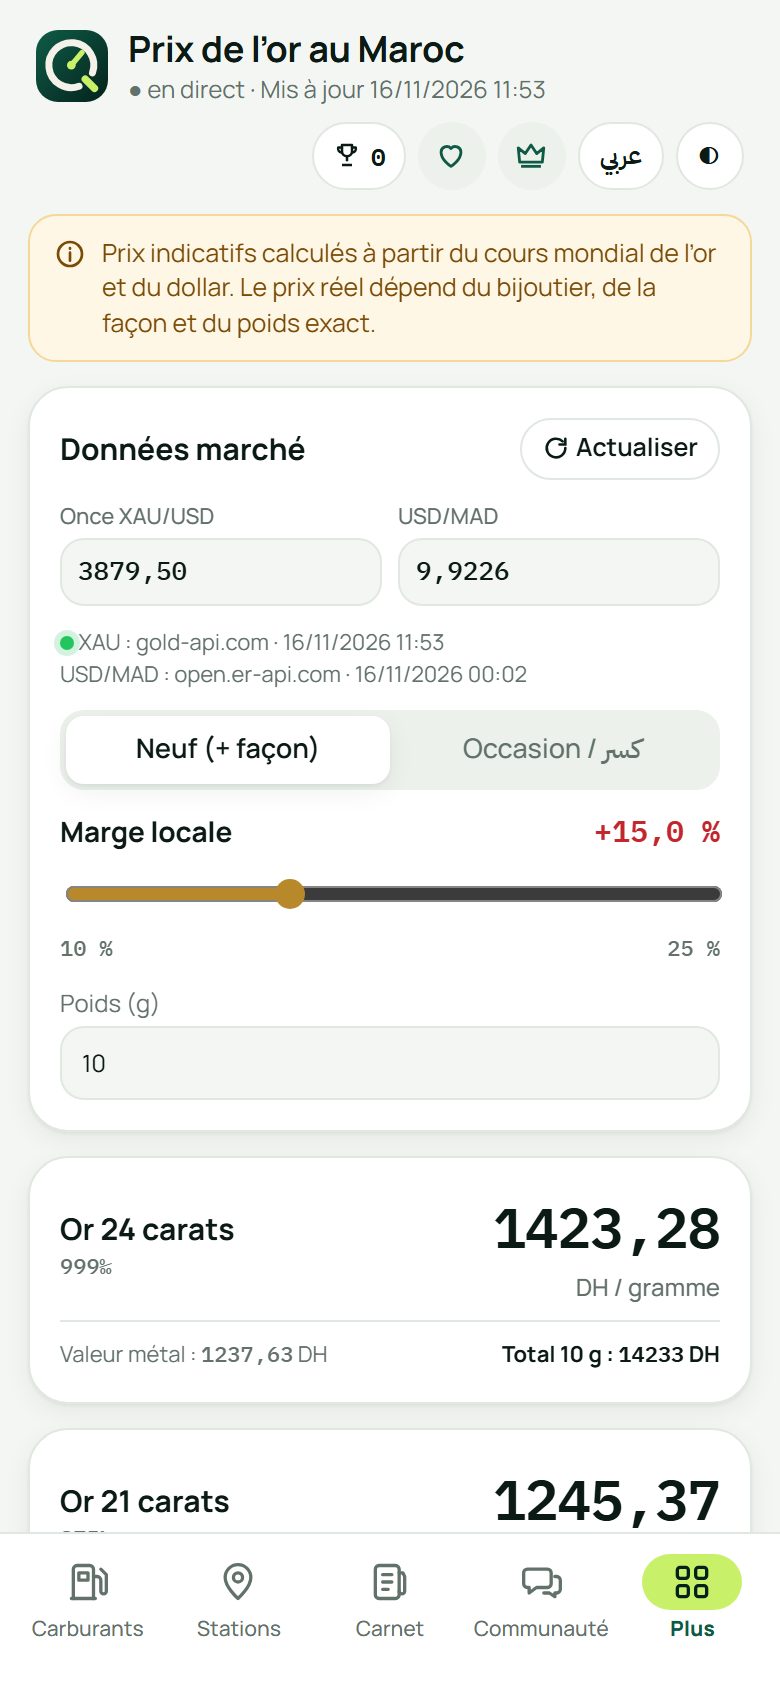 Prix de l’or au Maroc
● en direct · Mis à jour 16/11/2026 11:53
0
عربي
Prix indicatifs calculés à partir du cours mondial de l’or
et du dollar. Le prix réel dépend du bijoutier, de la
façon et du poids exact.
Données marché
Actualiser
Once XAU/USD
USD/MAD
3879,50
9,9226
XAU : gold-api.com · 16/11/2026 11:53
USD/MAD : open.er-api.com · 16/11/2026 00:02
Neuf (+ façon)
Occasion / كسر
Marge locale
+15,0 %
10 %
25 %
Poids (g)
10
Or 24 carats
1423,28
999‰
DH / gramme
Valeur métal : 1237,63 DH
Total 10 g : 14233 DH
Or 21 carats
1245,37
Carburants
Stations
Carnet
Communauté
Plus